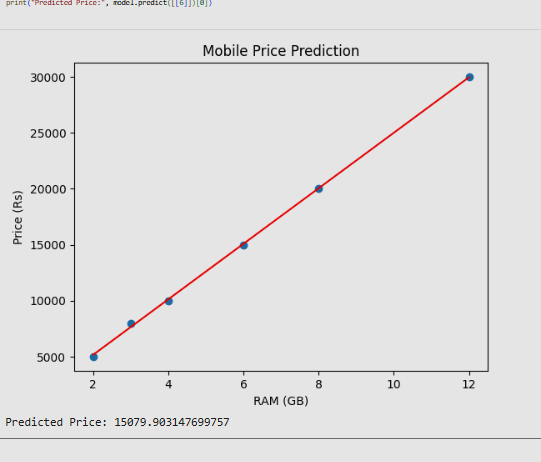 print("Predicted Price:", model.predict([[6]])[0])
Mobile Price Prediction
30000
25000
20000
15000
10000
5000
Price (Rs)
2 4 6 8 10 12
RAM (GB)
Predicted Price: 15079.903147699757